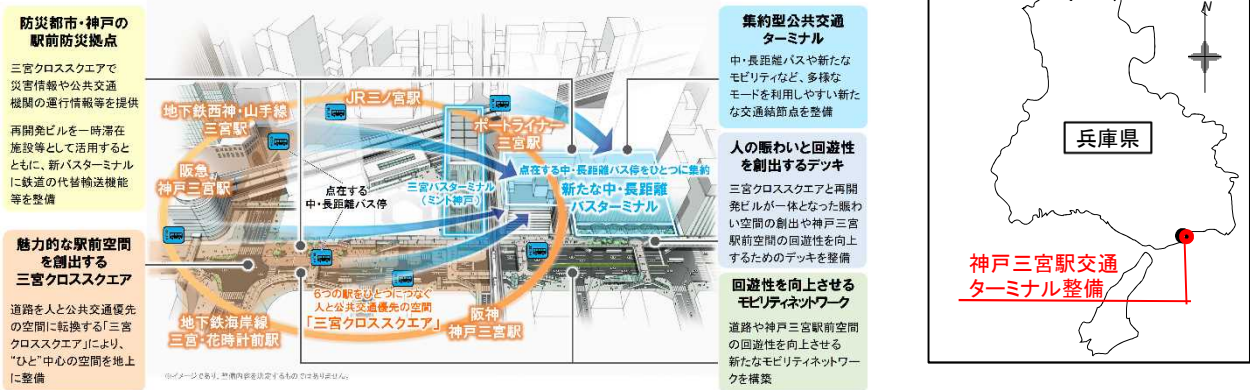 防災都市・神戸の
駅前防災拠点
三宮クロススクエアで
災害情報や公共交通
機関の運行情報等を提供
再開発ビルを一時滞在
施設等として活用すると
ともに、新バスターミナル
に鉄道の代替輸送機能
等を整備
魅力的な駅前空間
を創出する
三宮クロススクエア
道路を人と公共交通優先
の空間に転換する「三宮
クロススクエア」により、
“ひと”中心の空間を地上
に整備
JR三ノ宮駅
地下鉄西神・山手線
三宮駅
ポートライナー
三宮駅
阪急
神戸三宮駅
点在する
中・長距離バス停
三宮バスターミナル
(ミント神戸)
点在する中・長距離バス停をひとつに集約
新たな中・長距離
バスターミナル
6つの駅をひとつにつなぐ
人と公共交通優先の空間
「三宮クロススクエア」
地下鉄海岸線
三宮・花時計前駅
阪神
神戸三宮駅
※イメージであり、整備内容を決定するものではありません。
集約型公共交通
ターミナル
中・長距離バスや新たな
モビリティなど、多様な
モードを利用しやすい新た
な交通結節点を整備
人の賑わいと回遊性
を創出するデッキ
三宮クロススクエアと再開
発ビルが一体となった賑わ
い空間の創出や神戸三宮
駅前空間の回遊性を向上
するためのデッキを整備
回遊性を向上させる
モビリティネットワーク
道路や神戸三宮駅前空間
の回遊性を向上させる
新たなモビリティネットワー
クを構築
N
兵庫県
神戸三宮駅交通
ターミナル整備